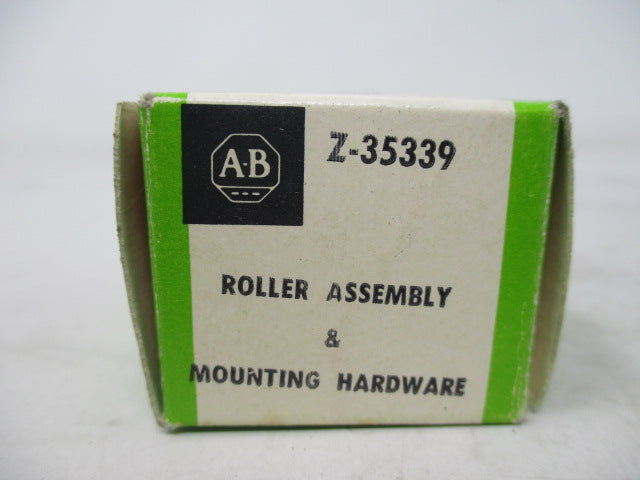 A-B
Z-35339
ROLLER ASSEMBLY
&
MOUNTING HARDWARE